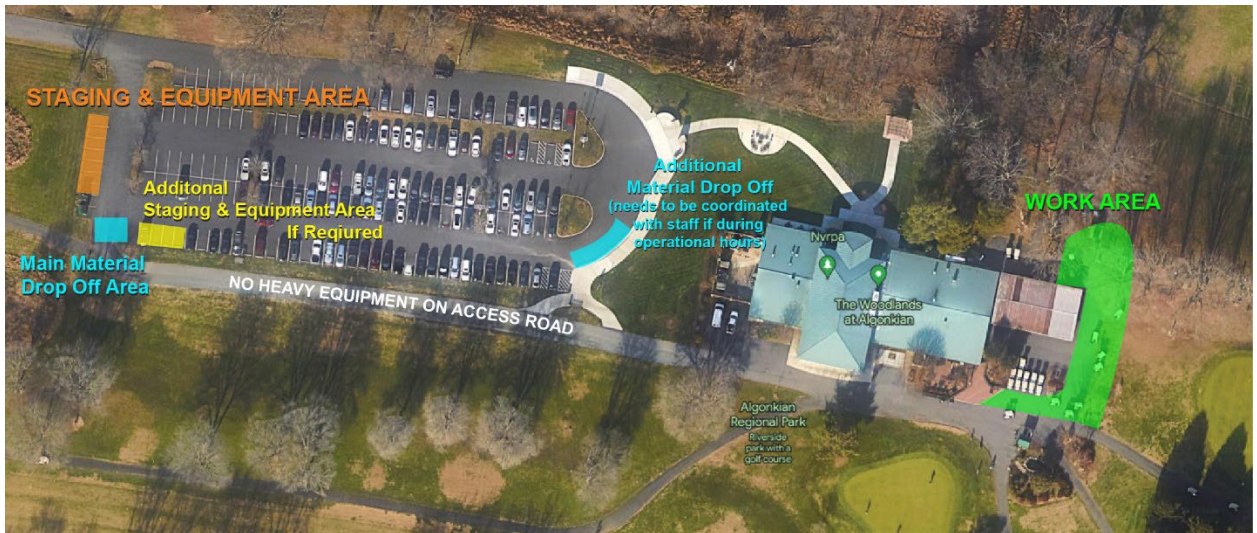 STAGING & EQUIPMENT AREA
Additonal
Staging & Equipment Area
If Reqiured
Main Material
Drop Off Area
NO HEAVY EQUIPMENT ON ACCESS ROAD
Additional
Material Drop Off
(needs to be coordinated
with staff if during
operational hours)
WORK AREA
Nvrpa
The Woodlands
at Algonkian
Algonkian
Regional Park
Riverside
park with a
golf course